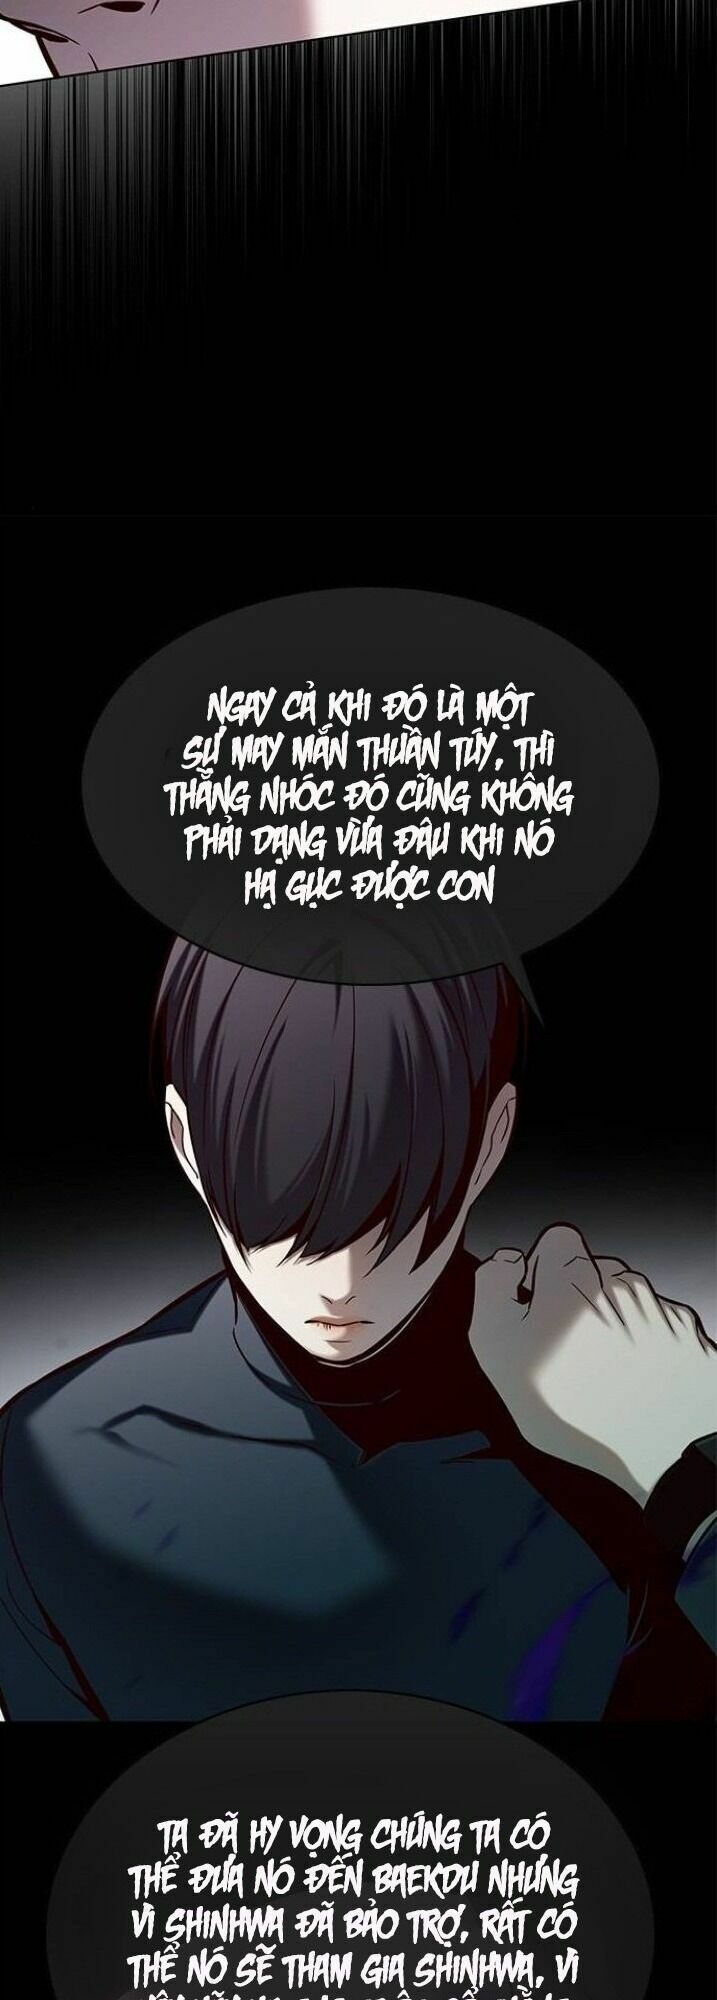 NGAY CẢ KHI ĐÓ LÀ MỘT
SỰ MAY MẮN THUẦN TÚY, THÌ
THẰNG NHÓC ĐÓ CŨNG KHÔNG
PHẢI DẠNG VỪA ĐÂU KHI NÓ
HẠ GỤC ĐƯỢC CON
TA ĐÃ HY VỌNG CHÚNG TA CÓ
THỂ ĐƯA NÓ ĐẾN BAEKDU NHƯNG
VÌ SHINHWA ĐÃ BẢO TRỢ, RẤT CÓ
THỂ NÓ SẼ THAM GIA SHINHWA, VÌ